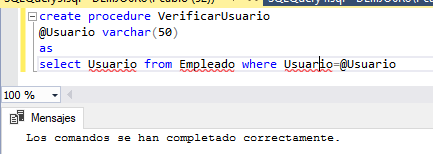 create procedure VerificarUsuario
@Usuario varchar(50)
as
select Usuario from Empleado where Usuario=@Usuario
100 %
Mensajes
Los comandos se han completado correctamente.